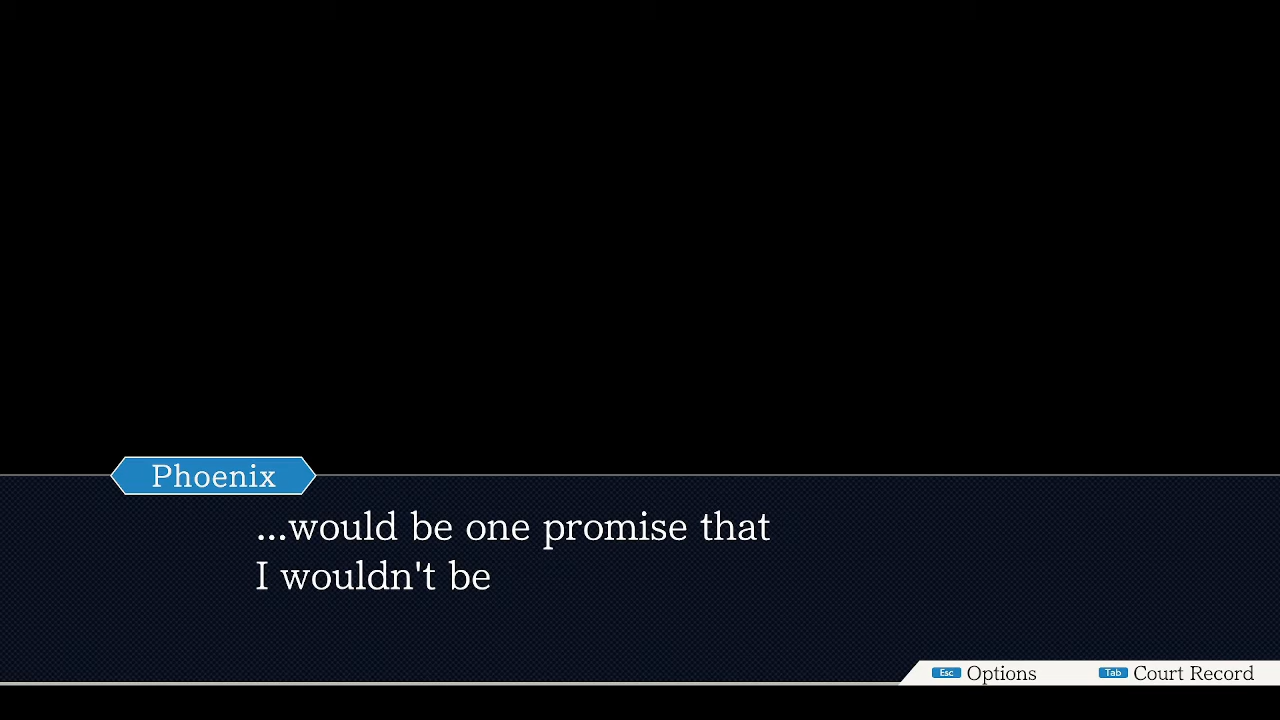 Phoenix
...would be one promise that
I wouldn't be
Esc Options
Tab Court Record